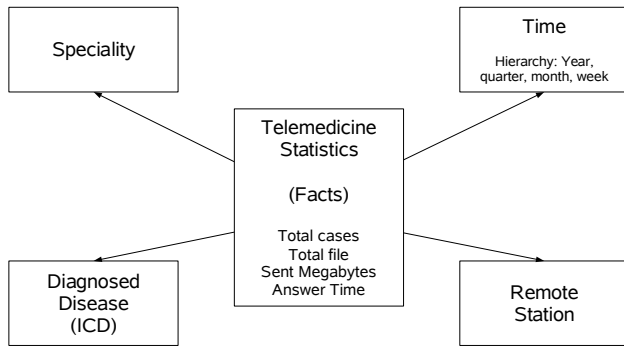 Speciality
Time
Hierarchy: Year,
quarter, month, week
Telemedicine
Statistics
(Facts)
Total cases
Total file
Sent Megabytes
Answer Time
Diagnosed
Disease
(ICD)
Remote
Station